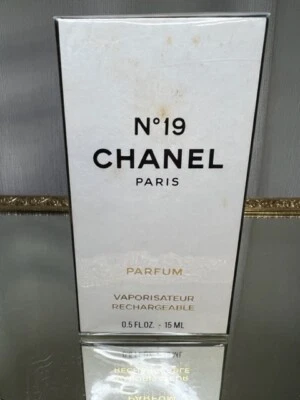 N°19
CHANEL
PARIS
PARFUM
VAPORISATEUR
RECHARGEABLE
0.5 FL.OZ. - 15 ML